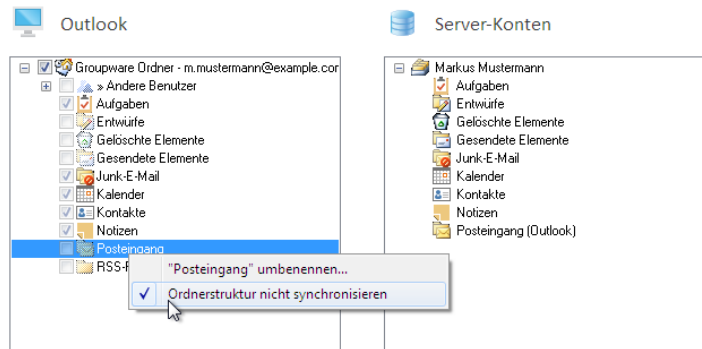 Outlook
Groupware Ordner - m.mustermann@example.cor
» Andere Benutzer
Aufgaben
Entwürfe
Gelöschte Elemente
Gesendete Elemente
Junk-E-Mail
Kalender
Kontakte
Notizen
Posteingang
RSS-F
"Posteingang" umbenennen...
Ordnerstruktur nicht synchronisieren
Server-Konten
Markus Mustermann
Aufgaben
Entwürfe
Gelöschte Elemente
Gesendete Elemente
Junk-E-Mail
Kalender
Kontakte
Notizen
Posteingang (Outlook)